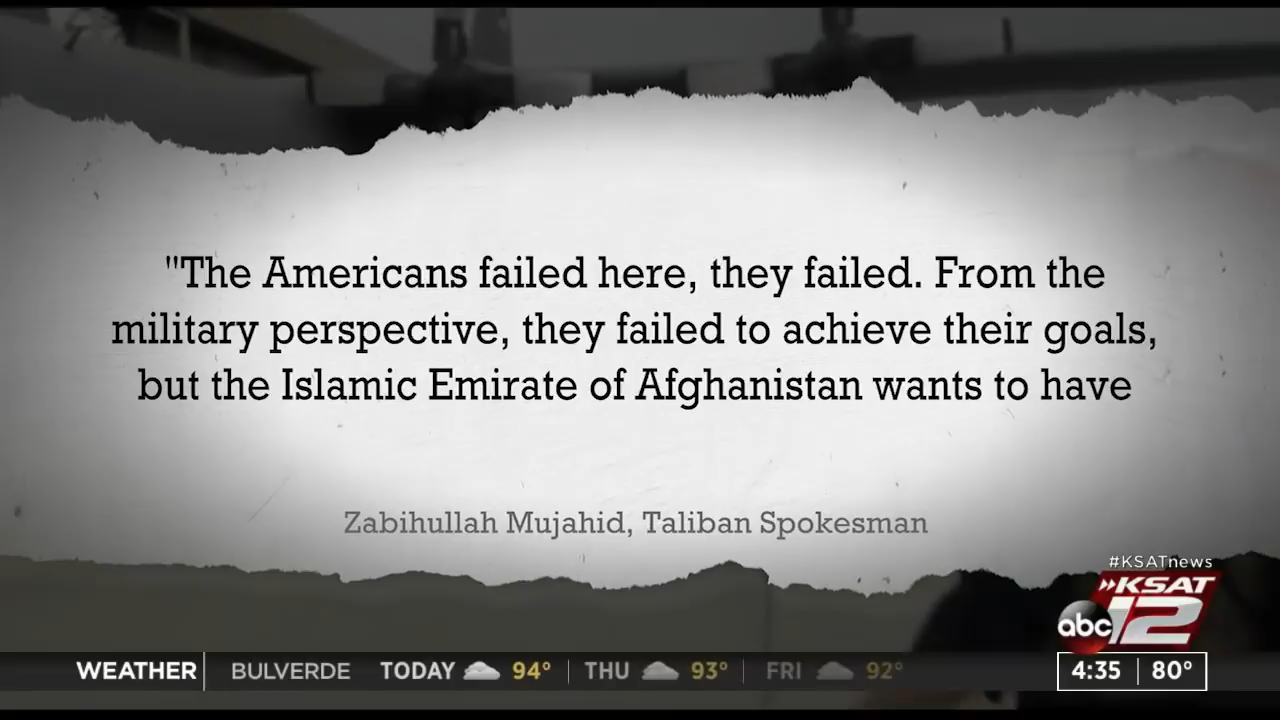 "The Americans failed here, they failed. From the
military perspective, they failed to achieve their goals,
but the Islamic Emirate of Afghanistan wants to have
Zabihullah Mujahid, Taliban Spokesman
#KSATnews
KSAT
abc 12
WEATHER BULVERDE TODAY 94° THU 93° FRI 92° 4:35 80°